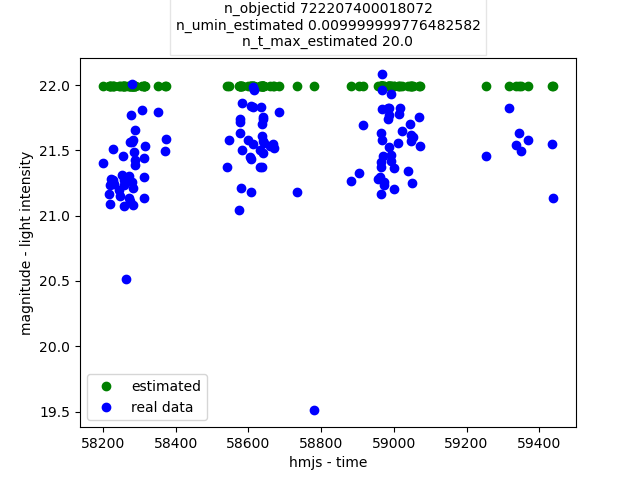 n_objectid 722207400018072
n_umin_estimated 0.009999999776482582
n_t_max_estimated 20.0
22.0
21.5
21.0
20.5
20.0
19.5
magnitude - light intensity
estimated
real data
58200 58400 58600 58800 59000 59200 59400
hmjs - time